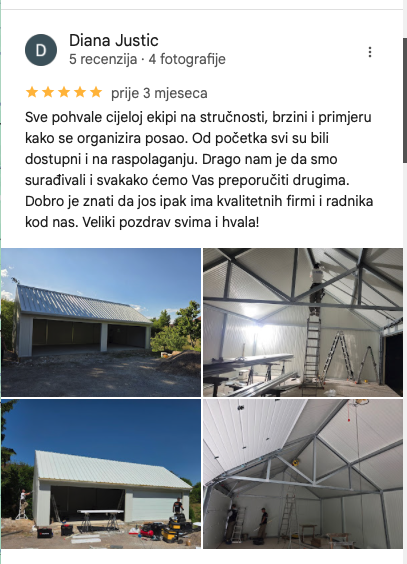 D
Diana Justic
5 recenzija · 4 fotografije
prije 3 mjeseca
Sve pohvale cijeloj ekipi na stručnosti, brzini i primjeru
kako se organizira posao. Od početka svi su bili
dostupni i na raspolaganju. Drago nam je da smo
surađivali i svakako ćemo Vas preporučiti drugima.
Dobro je znati da jos ipak ima kvalitetnih firmi i radnika
kod nas. Veliki pozdrav svima i hvala!